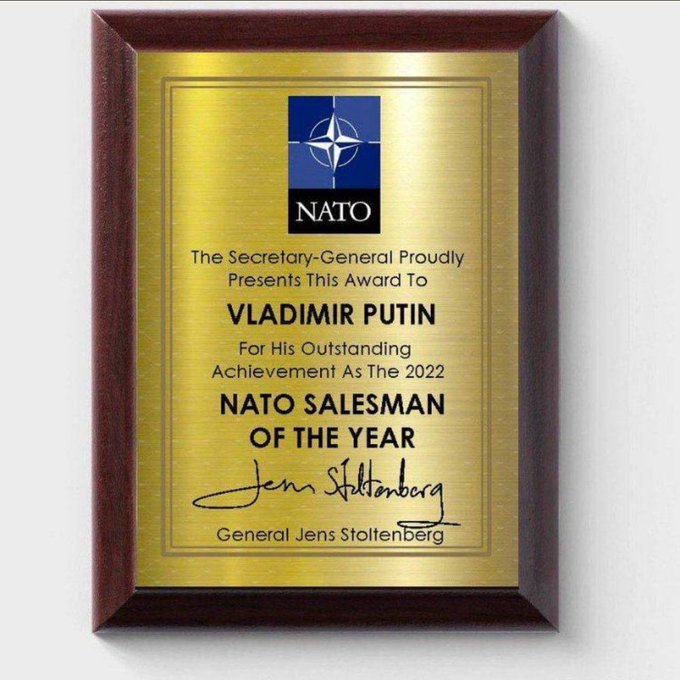 NATO
The Secretary-General Proudly
Presents This Award To
VLADIMIR PUTIN
For His Outstanding
Achievement As The 2022
NATO SALESMAN
OF THE YEAR
Jens Stoltenberg
General Jens Stoltenberg